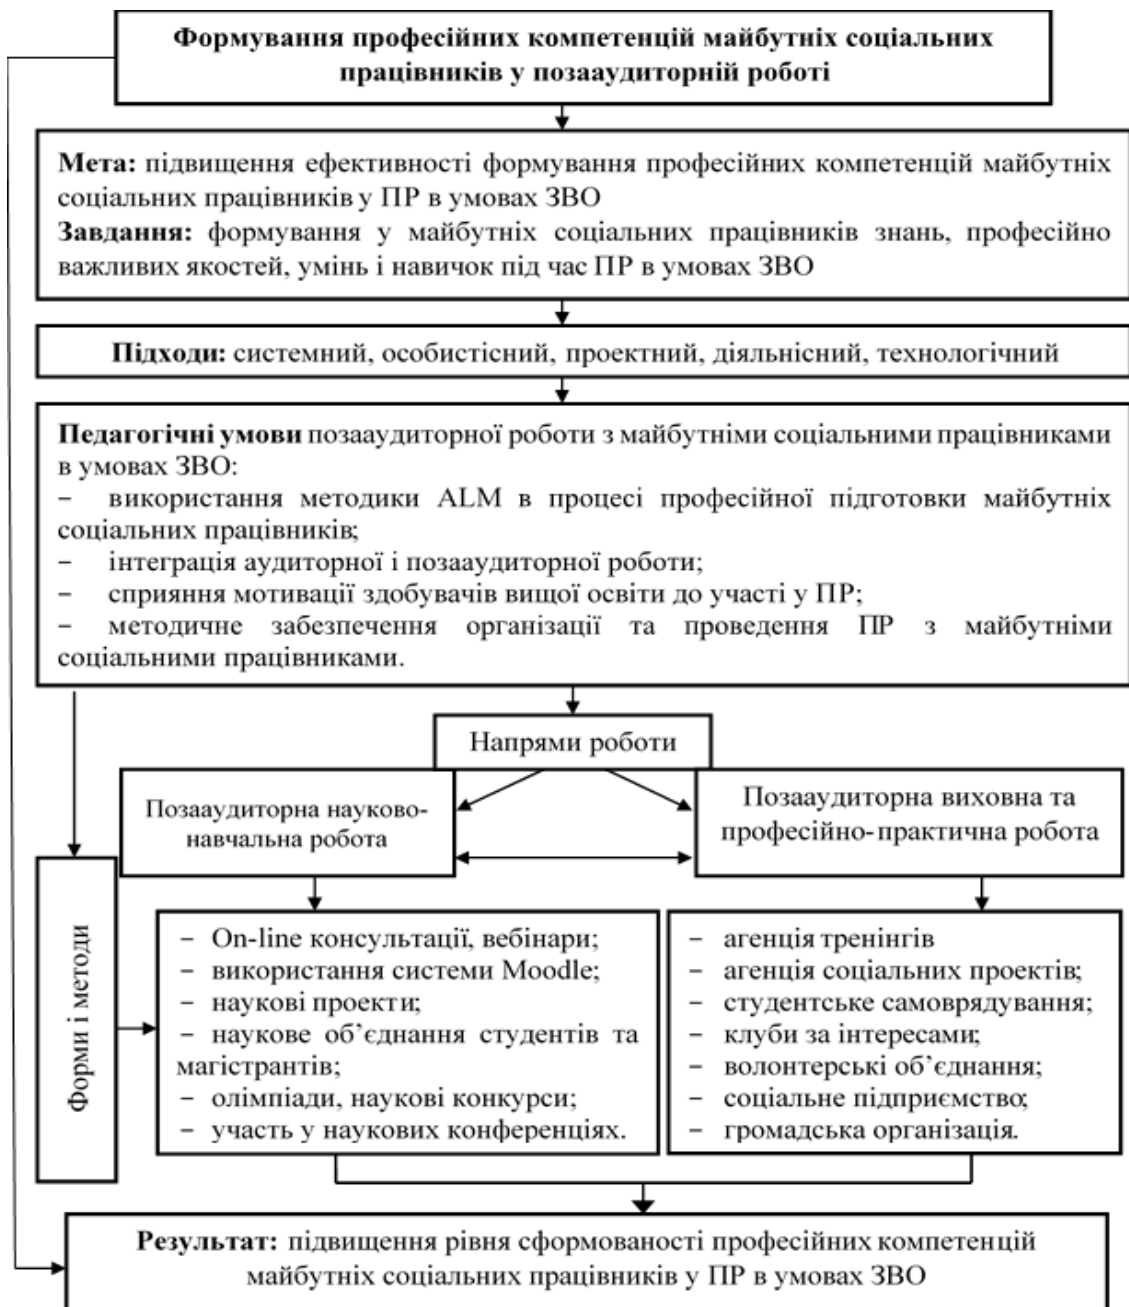 Формування професійних компетенцій майбутніх соціальних
працівників у позааудиторній роботі
Мета: підвищення ефективності формування професійних компетенцій майбутніх
соціальних працівників у ПР в умовах ЗВО
Завдання: формування у майбутніх соціальних працівників знань, професійно
важливих якостей, умінь і навичок під час ПР в умовах ЗВО
Підходи: системний, особистісний, проектний, діяльнісний, технологічний
Педагогічні умови позааудиторної роботи з майбутніми соціальними працівниками
в умовах ЗВО:
– використання методики ALM в процесі професійної підготовки майбутніх
соціальних працівників;
– інтеграція аудиторної і позааудиторної роботи;
– сприяння мотивації здобувачів вищої освіти до участі у ПР;
– методичне забезпечення організації та проведення ПР з майбутніми
соціальними працівниками.
Напрями роботи
Позааудиторна науково-
навчальна робота
Позааудиторна виховна та
професійно-практична робота
Форми і методи
– On-line консультації, вебінари;
– використання системи Moodle;
– наукові проекти;
– наукове об’єднання студентів та
магістрантів;
– олімпіади, наукові конкурси;
– участь у наукових конференціях.
– агенція тренінгів
– агенція соціальних проектів;
– студентське самоврядування;
– клуби за інтересами;
– волонтерські об’єднання;
– соціальне підприємство;
– громадська організація.
Результат: підвищення рівня сформованості професійних компетенцій
майбутніх соціальних працівників у ПР в умовах ЗВО